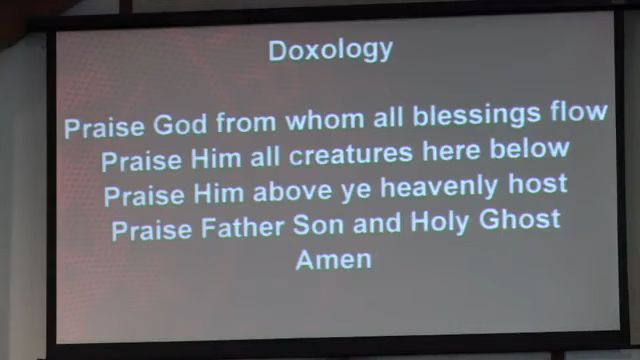 Doxology
Praise God from whom all blessings flow
Praise Him all creatures here below
Praise Him above ye heavenly host
Praise Father Son and Holy Ghost
Amen